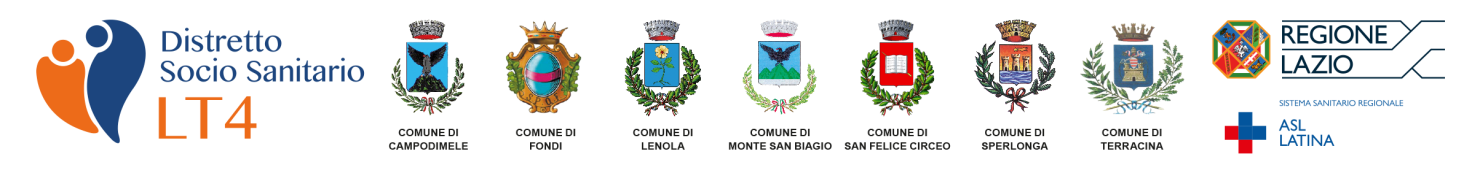 Distretto
Socio Sanitario
LT4
COMUNE DI
CAMPODIMELE
COMUNE DI
FONDI
COMUNE DI
LENOLA
COMUNE DI
MONTE SAN BIAGIO
COMUNE DI
SAN FELICE CIRCEO
COMUNE DI
SPERLONGA
COMUNE DI
TERRACINA
REGIONE
LAZIO
SISTEMA SANITARIO REGIONALE
ASL
LATINA